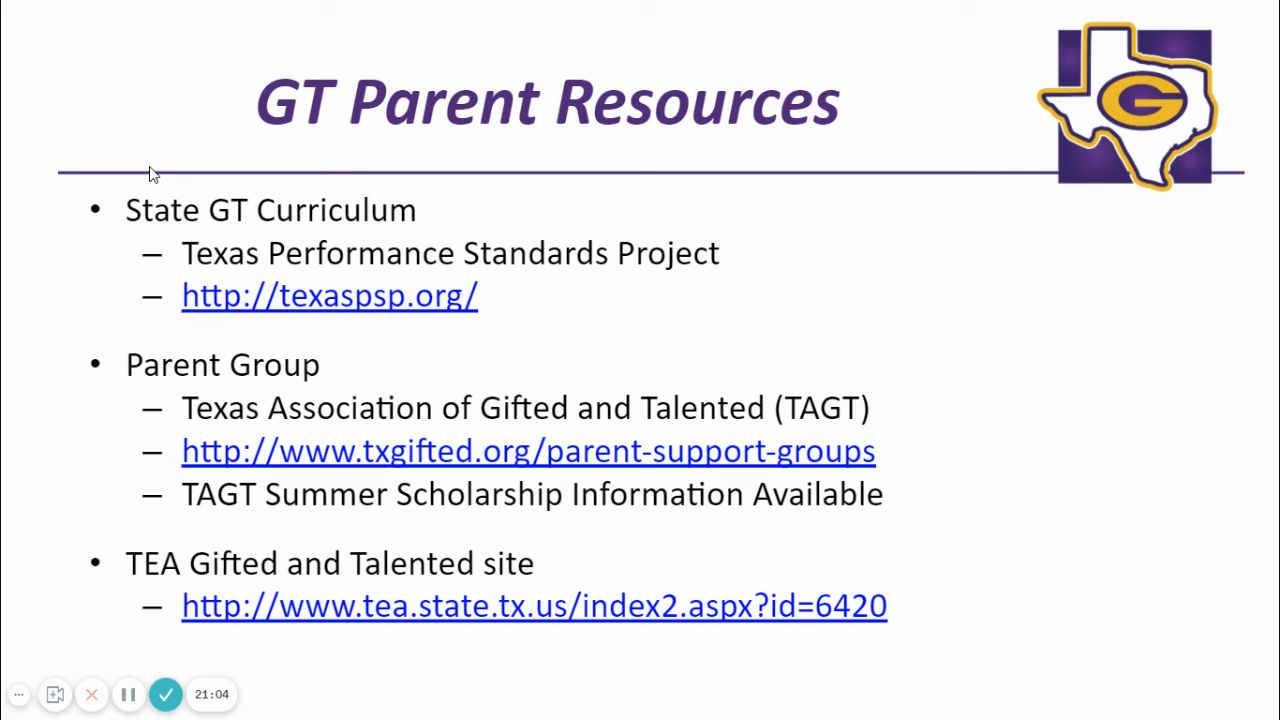 GT Parent Resources
G
• State GT Curriculum
– Texas Performance Standards Project
– http://texaspsp.org/
• Parent Group
– Texas Association of Gifted and Talented (TAGT)
– http://www.txgifted.org/parent-support-groups
– TAGT Summer Scholarship Information Available
• TEA Gifted and Talented site
– http://www.tea.state.tx.us/index2.aspx?id=6420
21:04